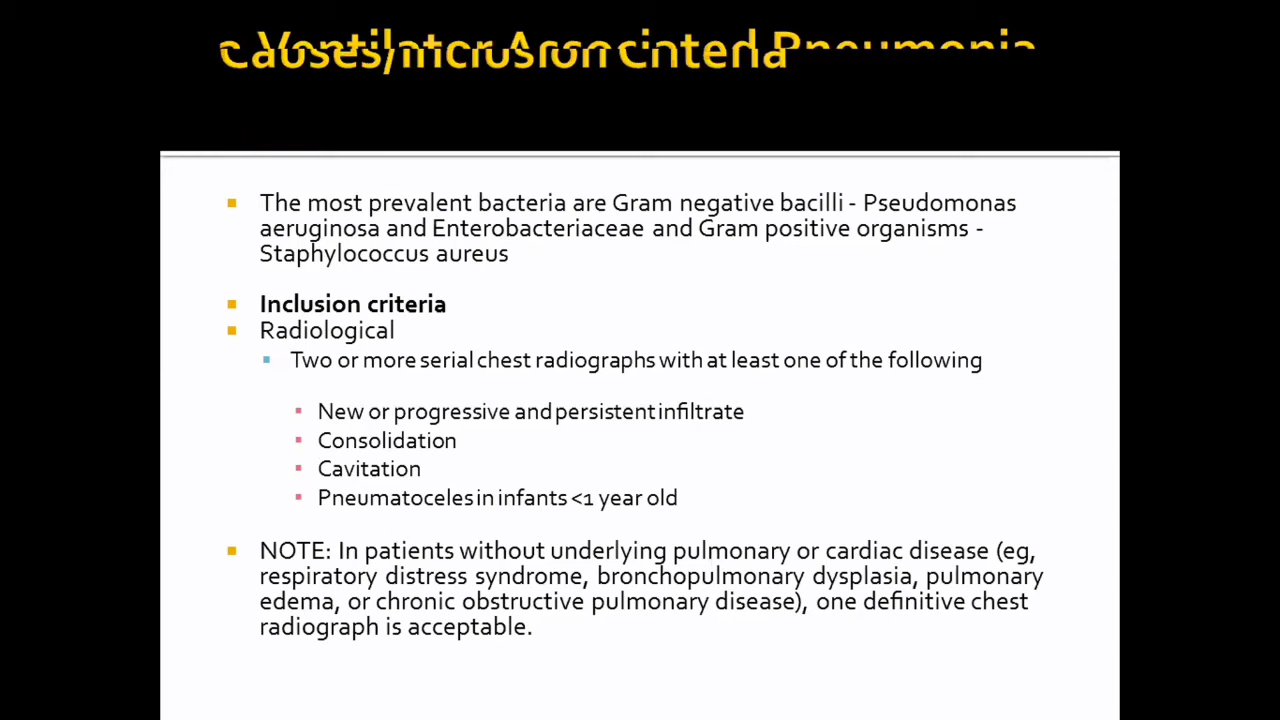 The most prevalent bacteria are Gram negative bacilli - Pseudomonas
aeruginosa and Enterobacteriaceae and Gram positive organisms -
Staphylococcus aureus
Inclusion criteria
Radiological
Two or more serial chest radiographs with at least one of the following
New or progressive and persistent infiltrate
Consolidation
Cavitation
Pneumatoceles in infants <1 year old
NOTE: In patients without underlying pulmonary or cardiac disease (eg,
respiratory distress syndrome, bronchopulmonary dysplasia, pulmonary
edema, or chronic obstructive pulmonary disease), one definitive chest
radiograph is acceptable.